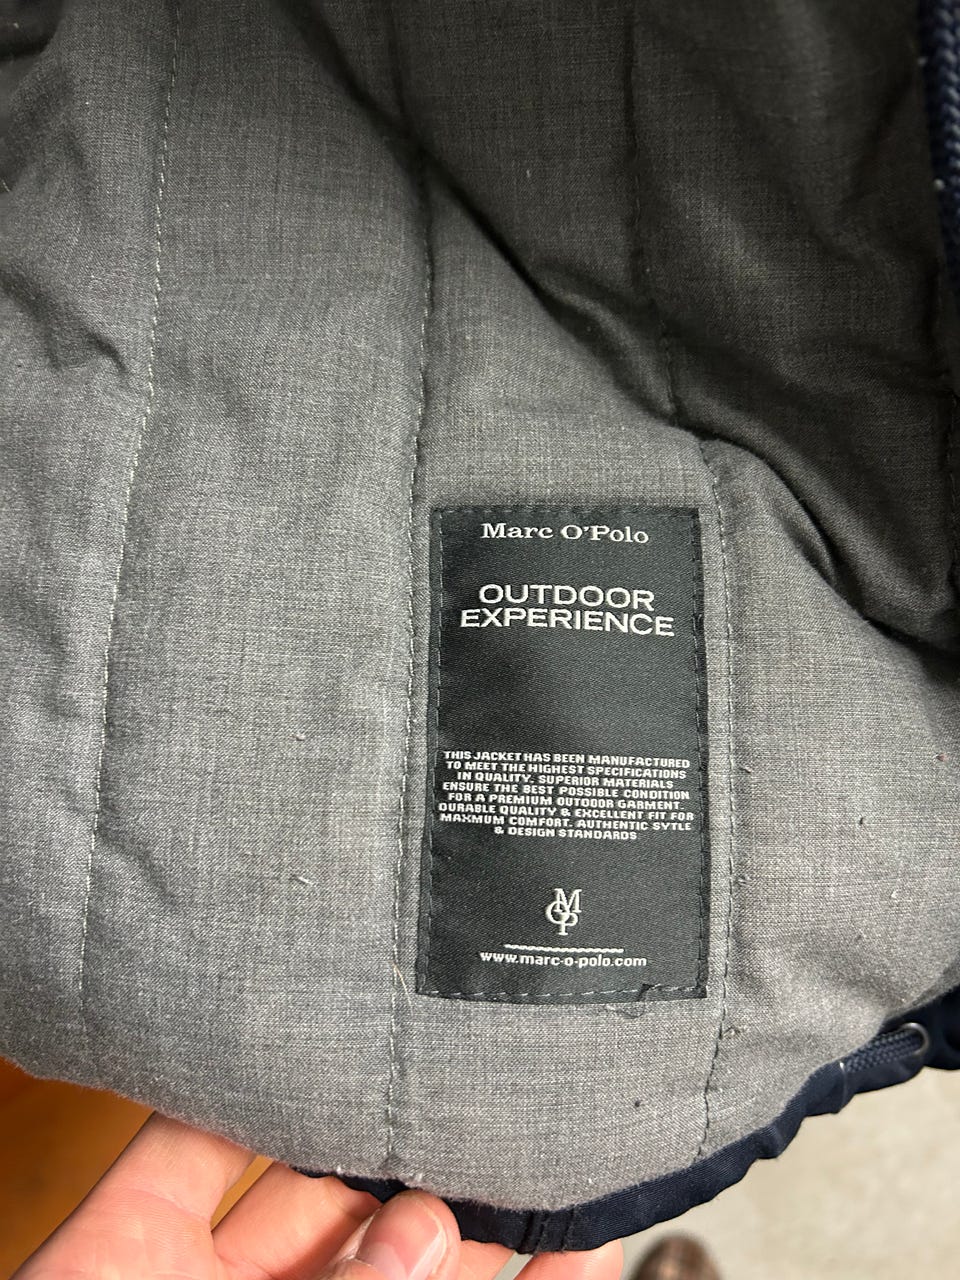 Marc O'Polo
OUTDOOR
EXPERIENCE
THIS JACKET HAS BEEN MANUFACTURED
TO MEET THE HIGHEST SPECIFICATIONS
IN QUALITY. SUPERIOR MATERIALS
ENSURE THE BEST POSSIBLE CONDITION
FOR A PREMIUM OUTDOOR GARMENT.
DURABLE QUALITY & EXCELLENT FIT FOR
MAXMUM COMFORT. AUTHENTIC SYTLE
& DESIGN STANDARDS
MOP
www.marc-o-polo.com